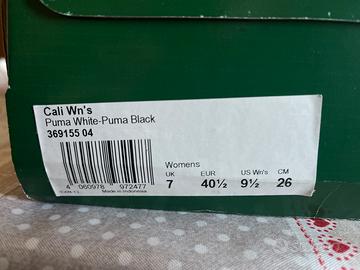 Cali Wn's
Puma White-Puma Black
369155 04
4 060978 972477
Made in Indonesia
Womens
UK EUR US Wn's CM
7 40½ 9½ 26